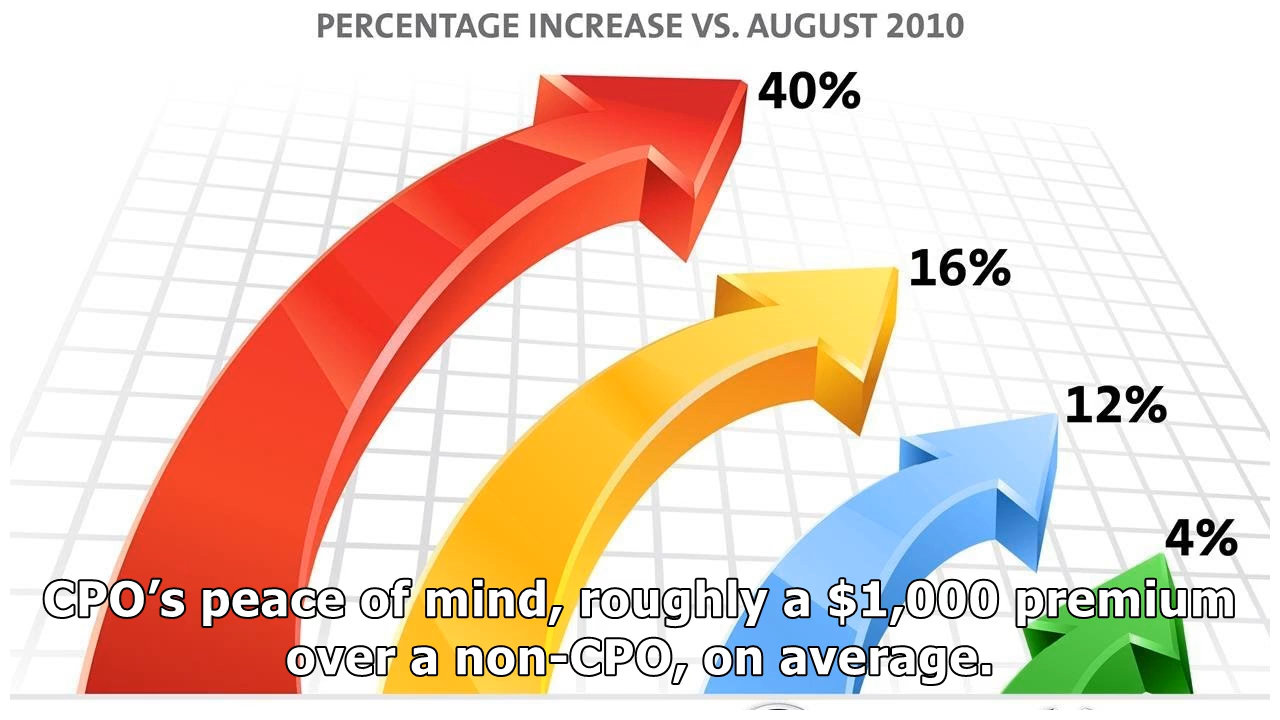 PERCENTAGE INCREASE VS. AUGUST 2010
40%
16%
12%
4%
CPO’s peace of mind, roughly a $1,000 premium
over a non-CPO, on average.